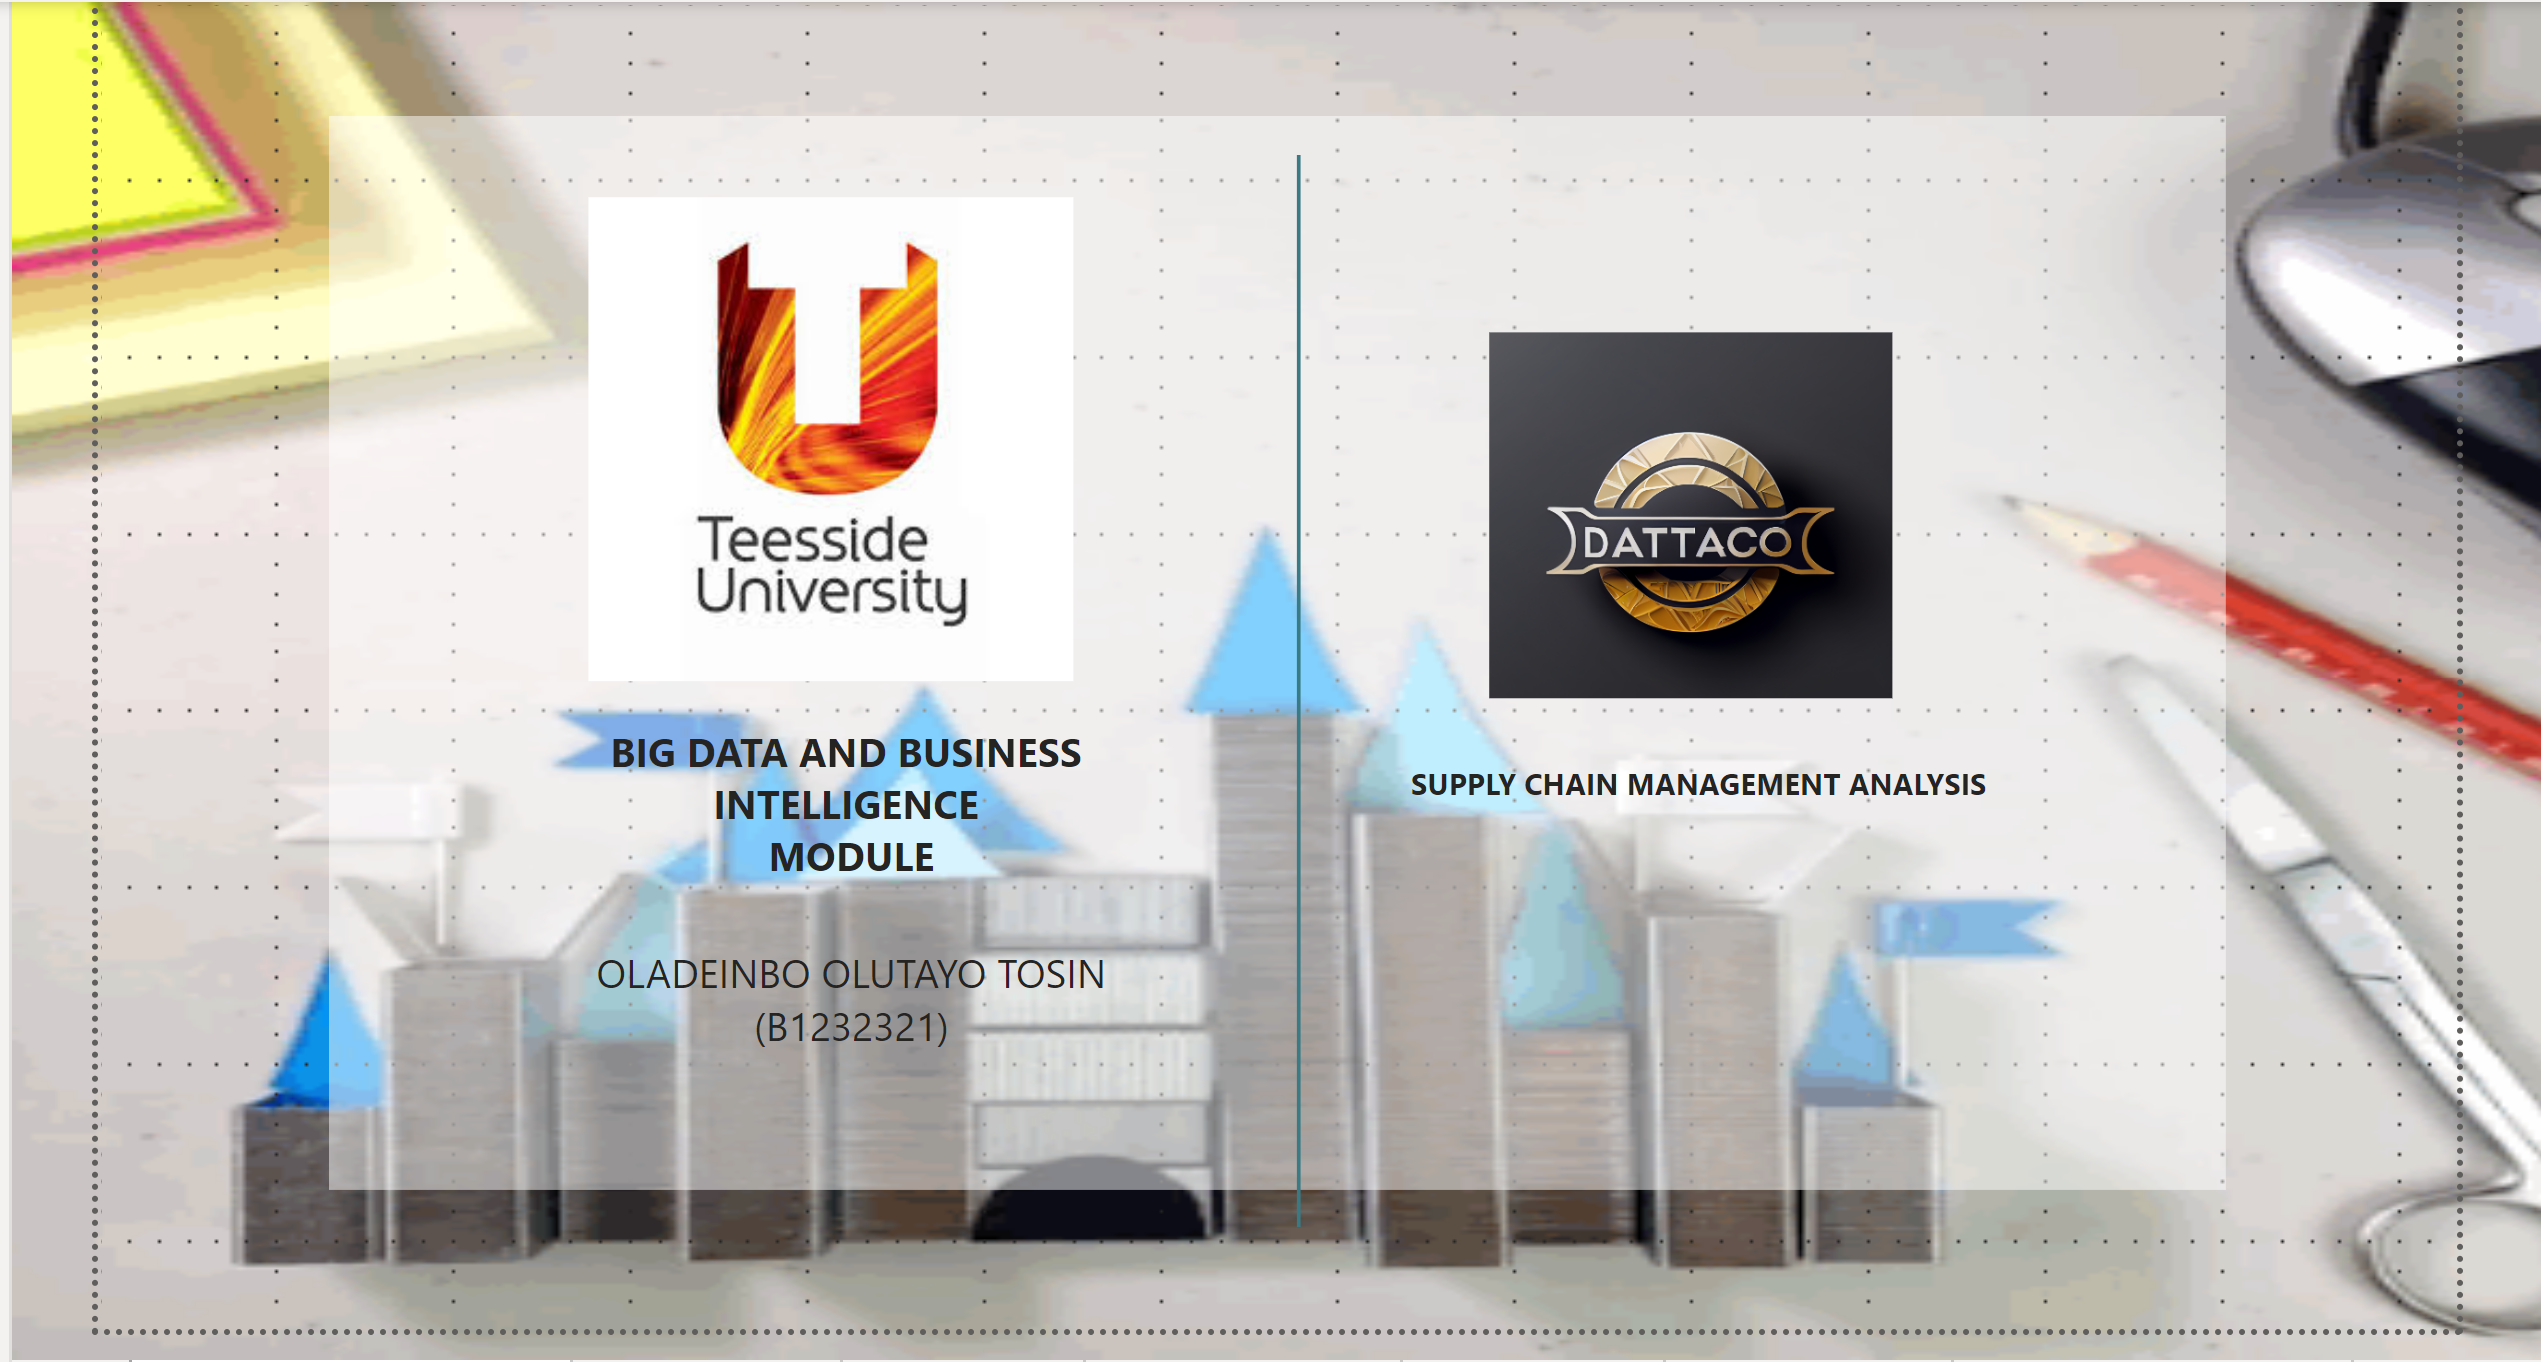 Teesside
University
BIG DATA AND BUSINESS
INTELLIGENCE
MODULE
OLADEINBO OLUTAYO TOSIN
(B1232321)
DATTACO
SUPPLY CHAIN MANAGEMENT ANALYSIS